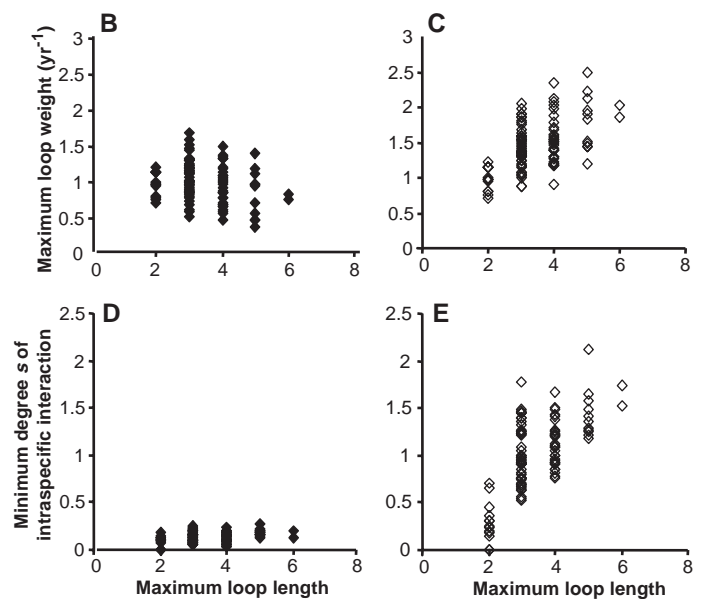 B
C
Maximum loop weight (yr-1)
3
2.5
2
1.5
1
0.5
0
0 2 4 6 8
3
2.5
2
1.5
1
0.5
0
0 2 4 6 8
D
E
Minimum degree s of
intraspecific interaction
2.5
2
1.5
1
0.5
0
0 2 4 6 8
Maximum loop length
2.5
2
1.5
1
0.5
0
0 2 4 6 8
Maximum loop length